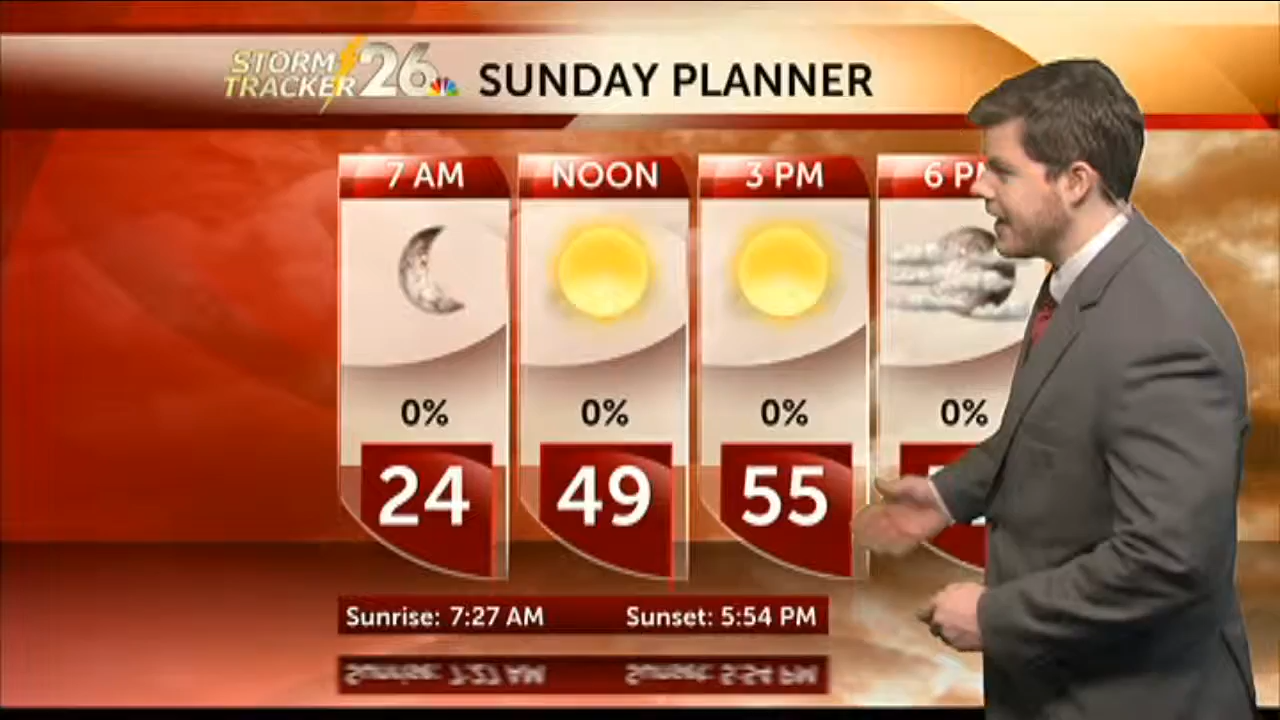 STORM TRACKER 26
SUNDAY PLANNER
7 AM NOON 3 PM 6
0% 0% 0% 0%
24 49 55
Sunrise: 7:27 AM Sunset: 5:54 PM